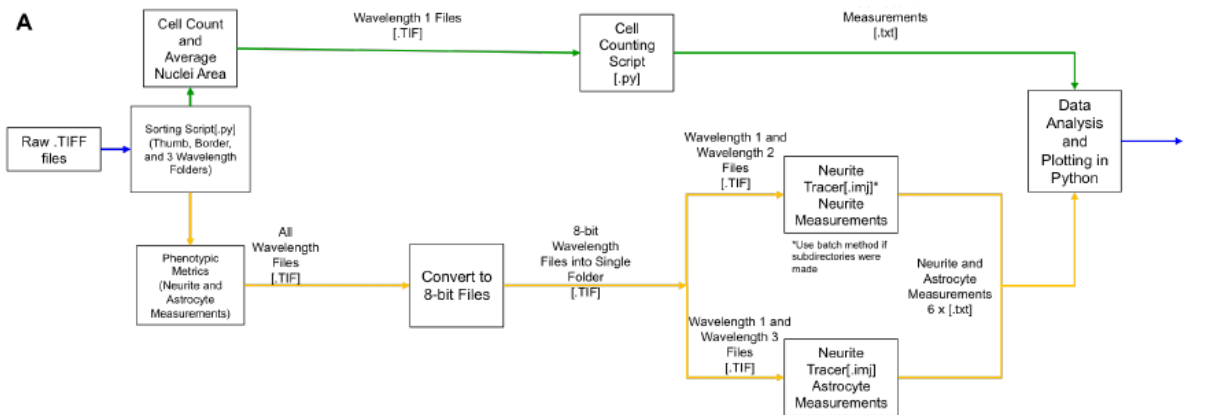 A
Cell Count
and
Average
Nuclei Area
Wavelength 1 Files
[.TIF]
Cell
Counting
Script
[.py]
Measurements
[.txt]
Raw .TIFF
files
Sorting Script[.py]
(Thumb, Border,
and 3 Wavelength
Folders)
Data
Analysis
and
Plotting in
Python
Phenotypic
Metrics
(Neurite and
Astrocyte
Measurements)
All
Wavelength
Files
[.TIF]
Convert to
8-bit Files
8-bit
Wavelength
Files into Single
Folder
[.TIF]
Wavelength 1 and
Wavelength 2
Files
[.TIF]
Neurite
Tracer[.imj]*
Neurite
Measurements
*Use batch method if
subdirectories were
made
Wavelength 1 and
Wavelength 3
Files
[.TIF]
Neurite
Tracer[.imj]
Astrocyte
Measurements
Neurite and
Astrocyte
Measurements
6 x [.txt]